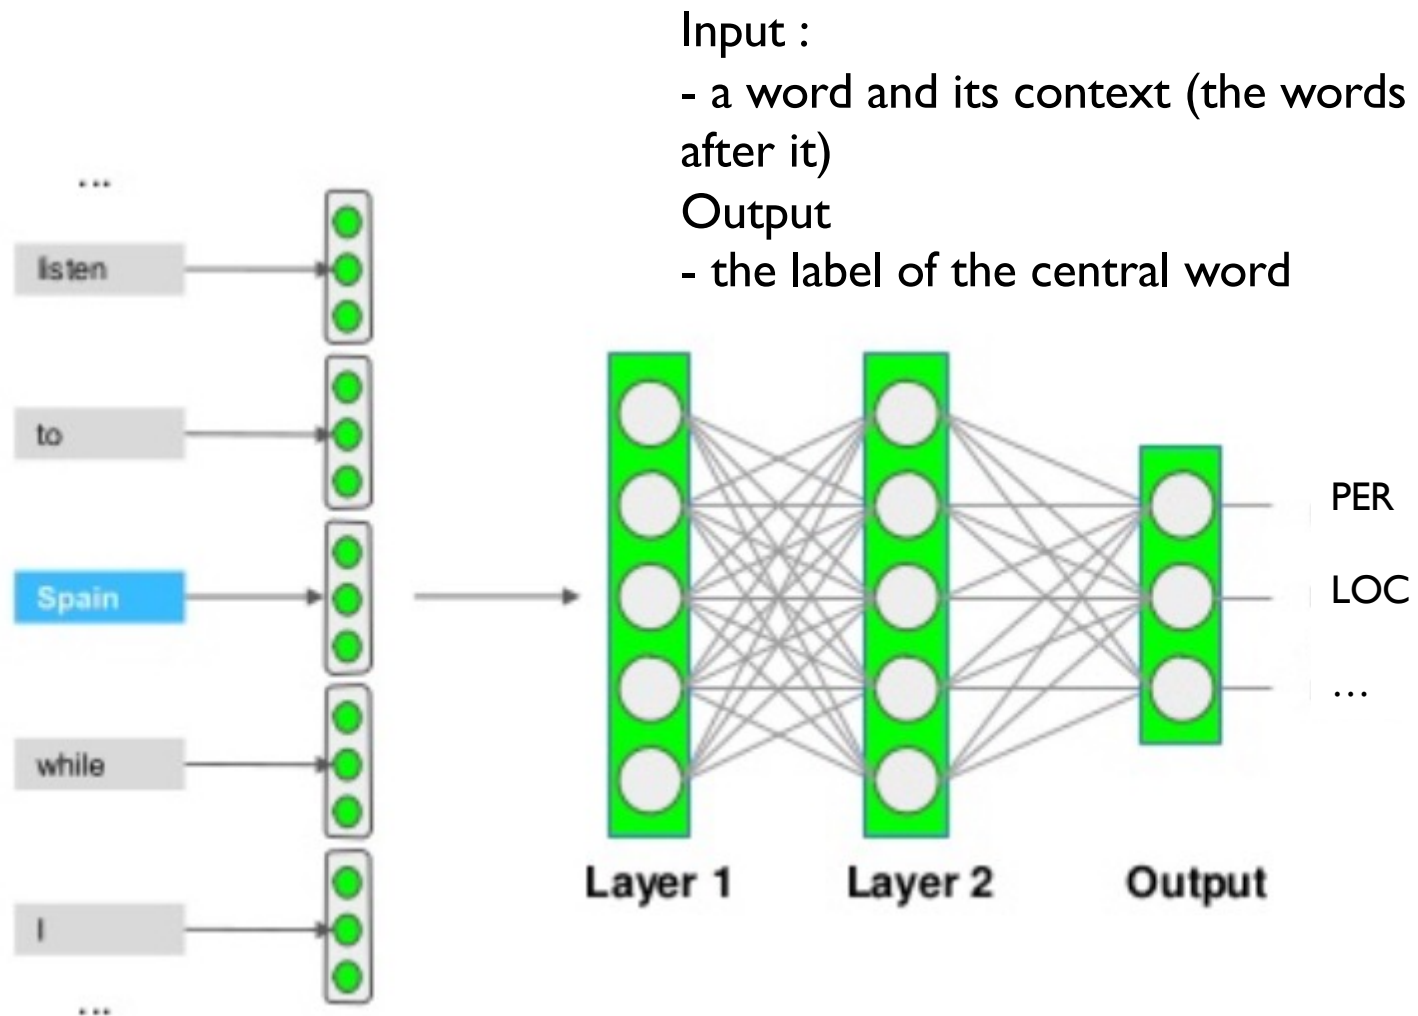 Input :
- a word and its context (the words
after it)
Output
- the label of the central word
...
listen
to
Spain
while
I
...
PER
LOC
...
Layer 1
Layer 2
Output